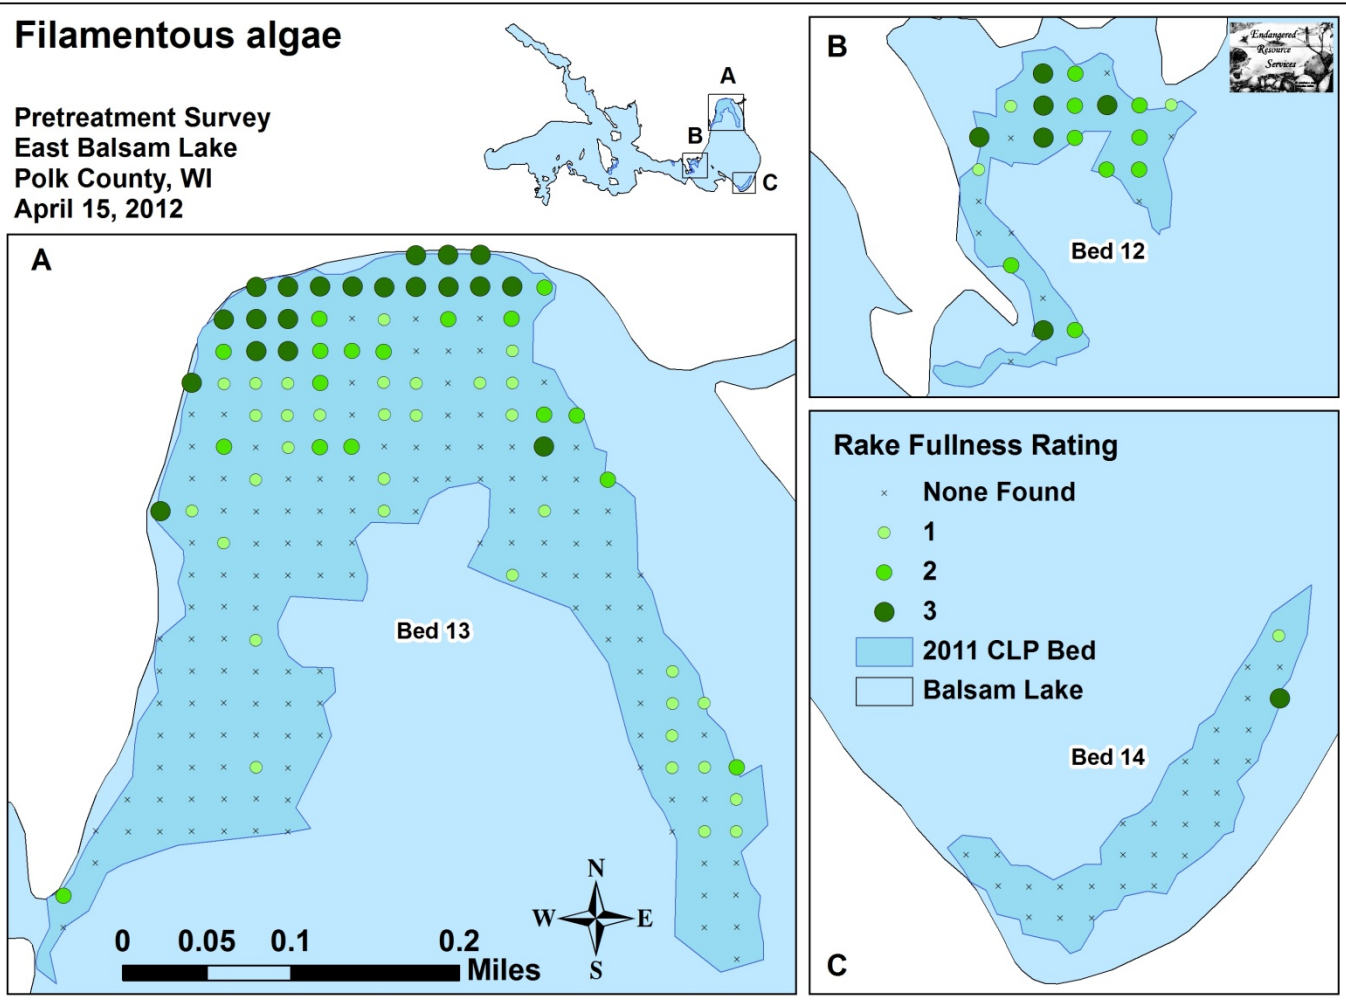 Filamentous algae
Pretreatment Survey
East Balsam Lake
Polk County, WI
April 15, 2012
A
B
C
B
Endangered
Resource
Services
Bed 12
A
Bed 13
N
W E
S
0 0.05 0.1 0.2
Miles
Rake Fullness Rating
None Found
1
2
3
2011 CLP Bed
Balsam Lake
Bed 14
C